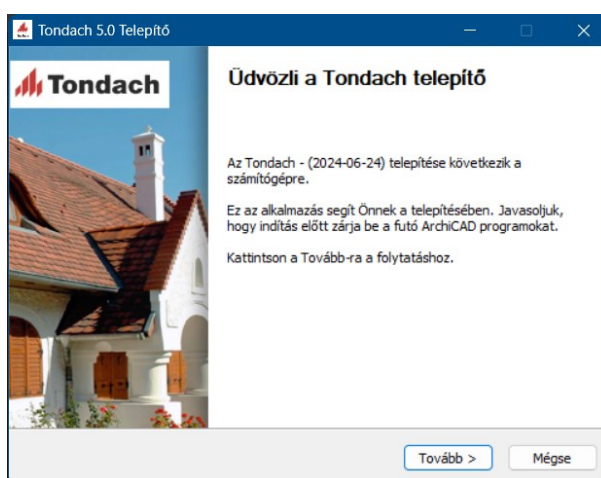 Tondach 5.0 Telepítő
Tondach
Üdvözli a Tondach telepítő
Az Tondach - (2024-06-24) telepítése következik a
számítógépre.
Ez az alkalmazás segít Önnek a telepítésében. Javasoljuk,
hogy indítás előtt zárja be a futó ArchiCAD programokat.
Kattintson a Tovább-ra a folytatáshoz.
Tovább >
Mégse